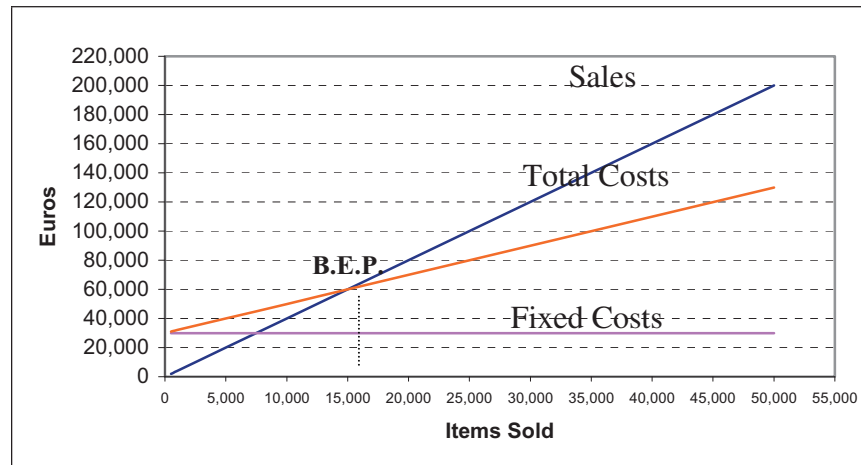 220,000
200,000
180,000
160,000
140,000
120,000
100,000
80,000
60,000
40,000
20,000
0
Euros
Sales
Total Costs
B.E.P.
Fixed Costs
0 5,000 10,000 15,000 20,000 25,000 30,000 35,000 40,000 45,000 50,000 55,000
Items Sold